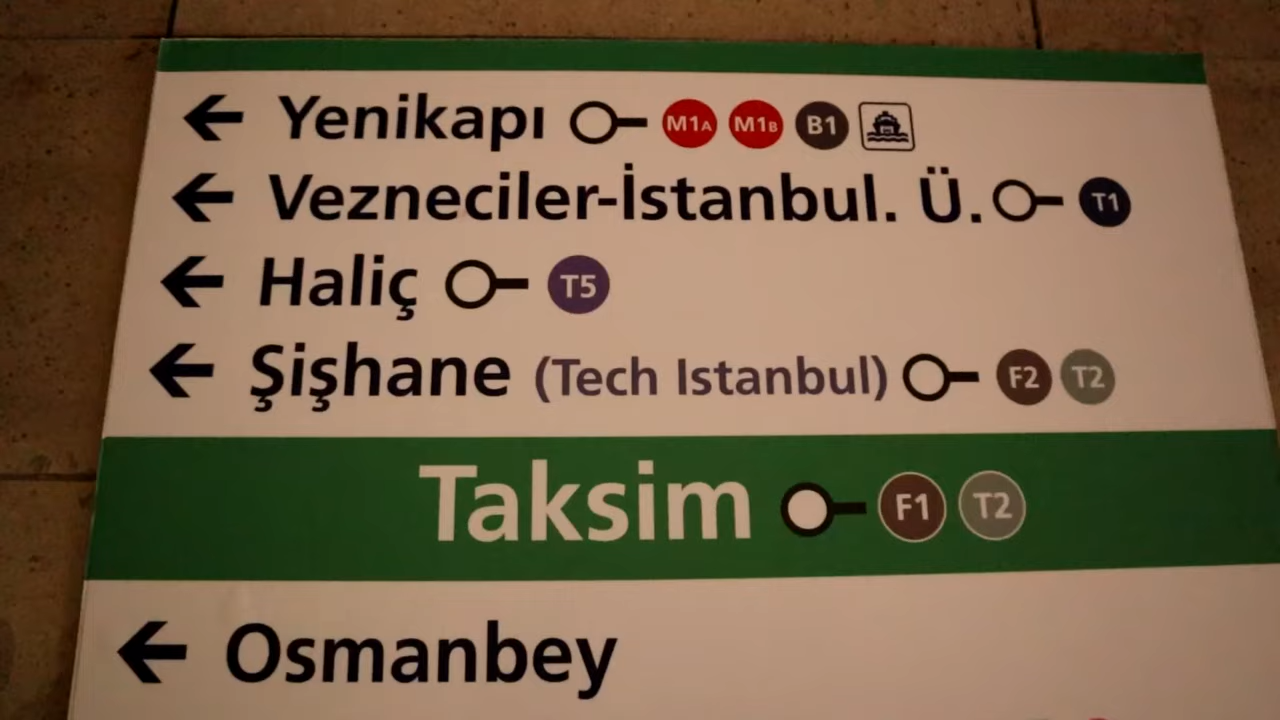 ← Yenikapı M1A M1B B1
← Vezneciler-İstanbul. Ü. T1
← Haliç T5
← Şişhane (Tech Istanbul) F2 T2
Taksim F1 T2
← Osmanbey